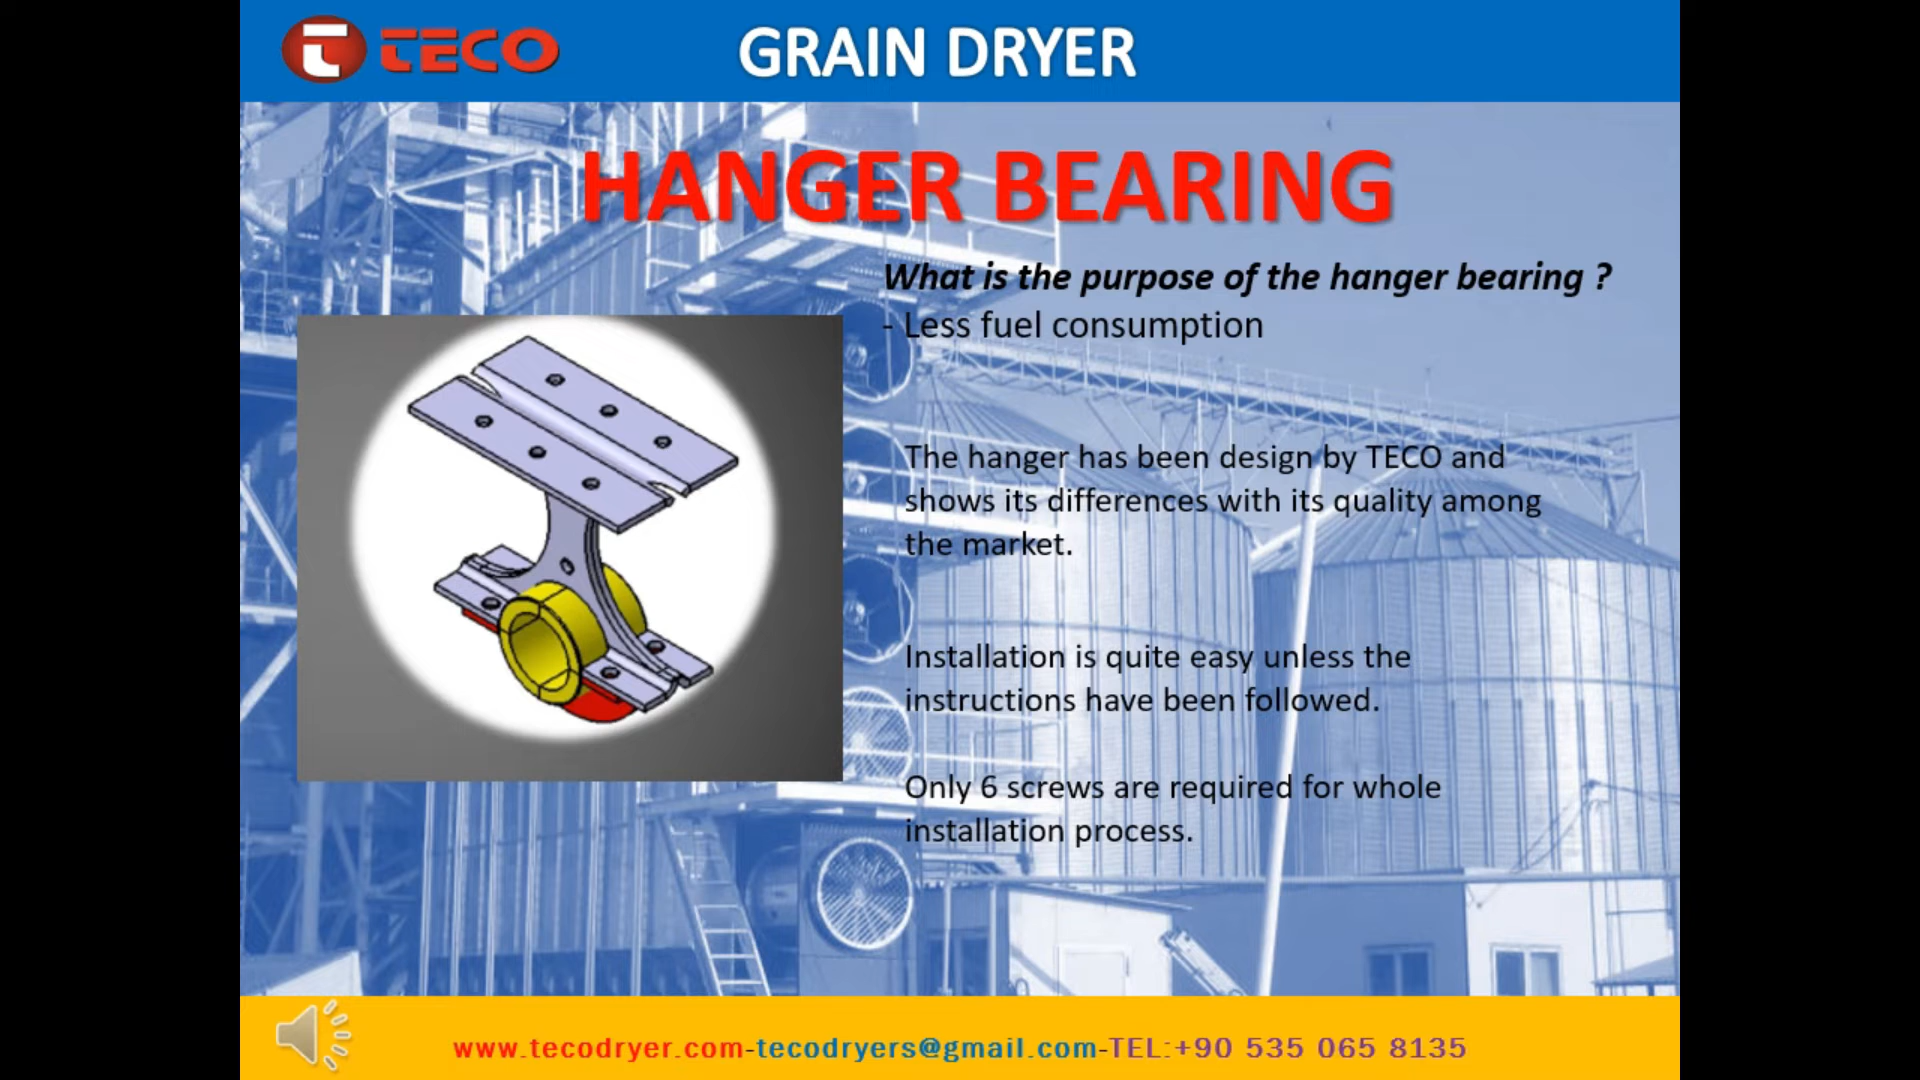 TECO
GRAIN DRYER
HANGER BEARING
What is the purpose of the hanger bearing ?
- Less fuel consumption
The hanger has been design by TECO and
shows its differences with its quality among
the market.
Installation is quite easy unless the
instructions have been followed.
Only 6 screws are required for whole
installation process.
www.tecodryer.com-tecodryers@gmail.com-TEL:+90 535 065 8135